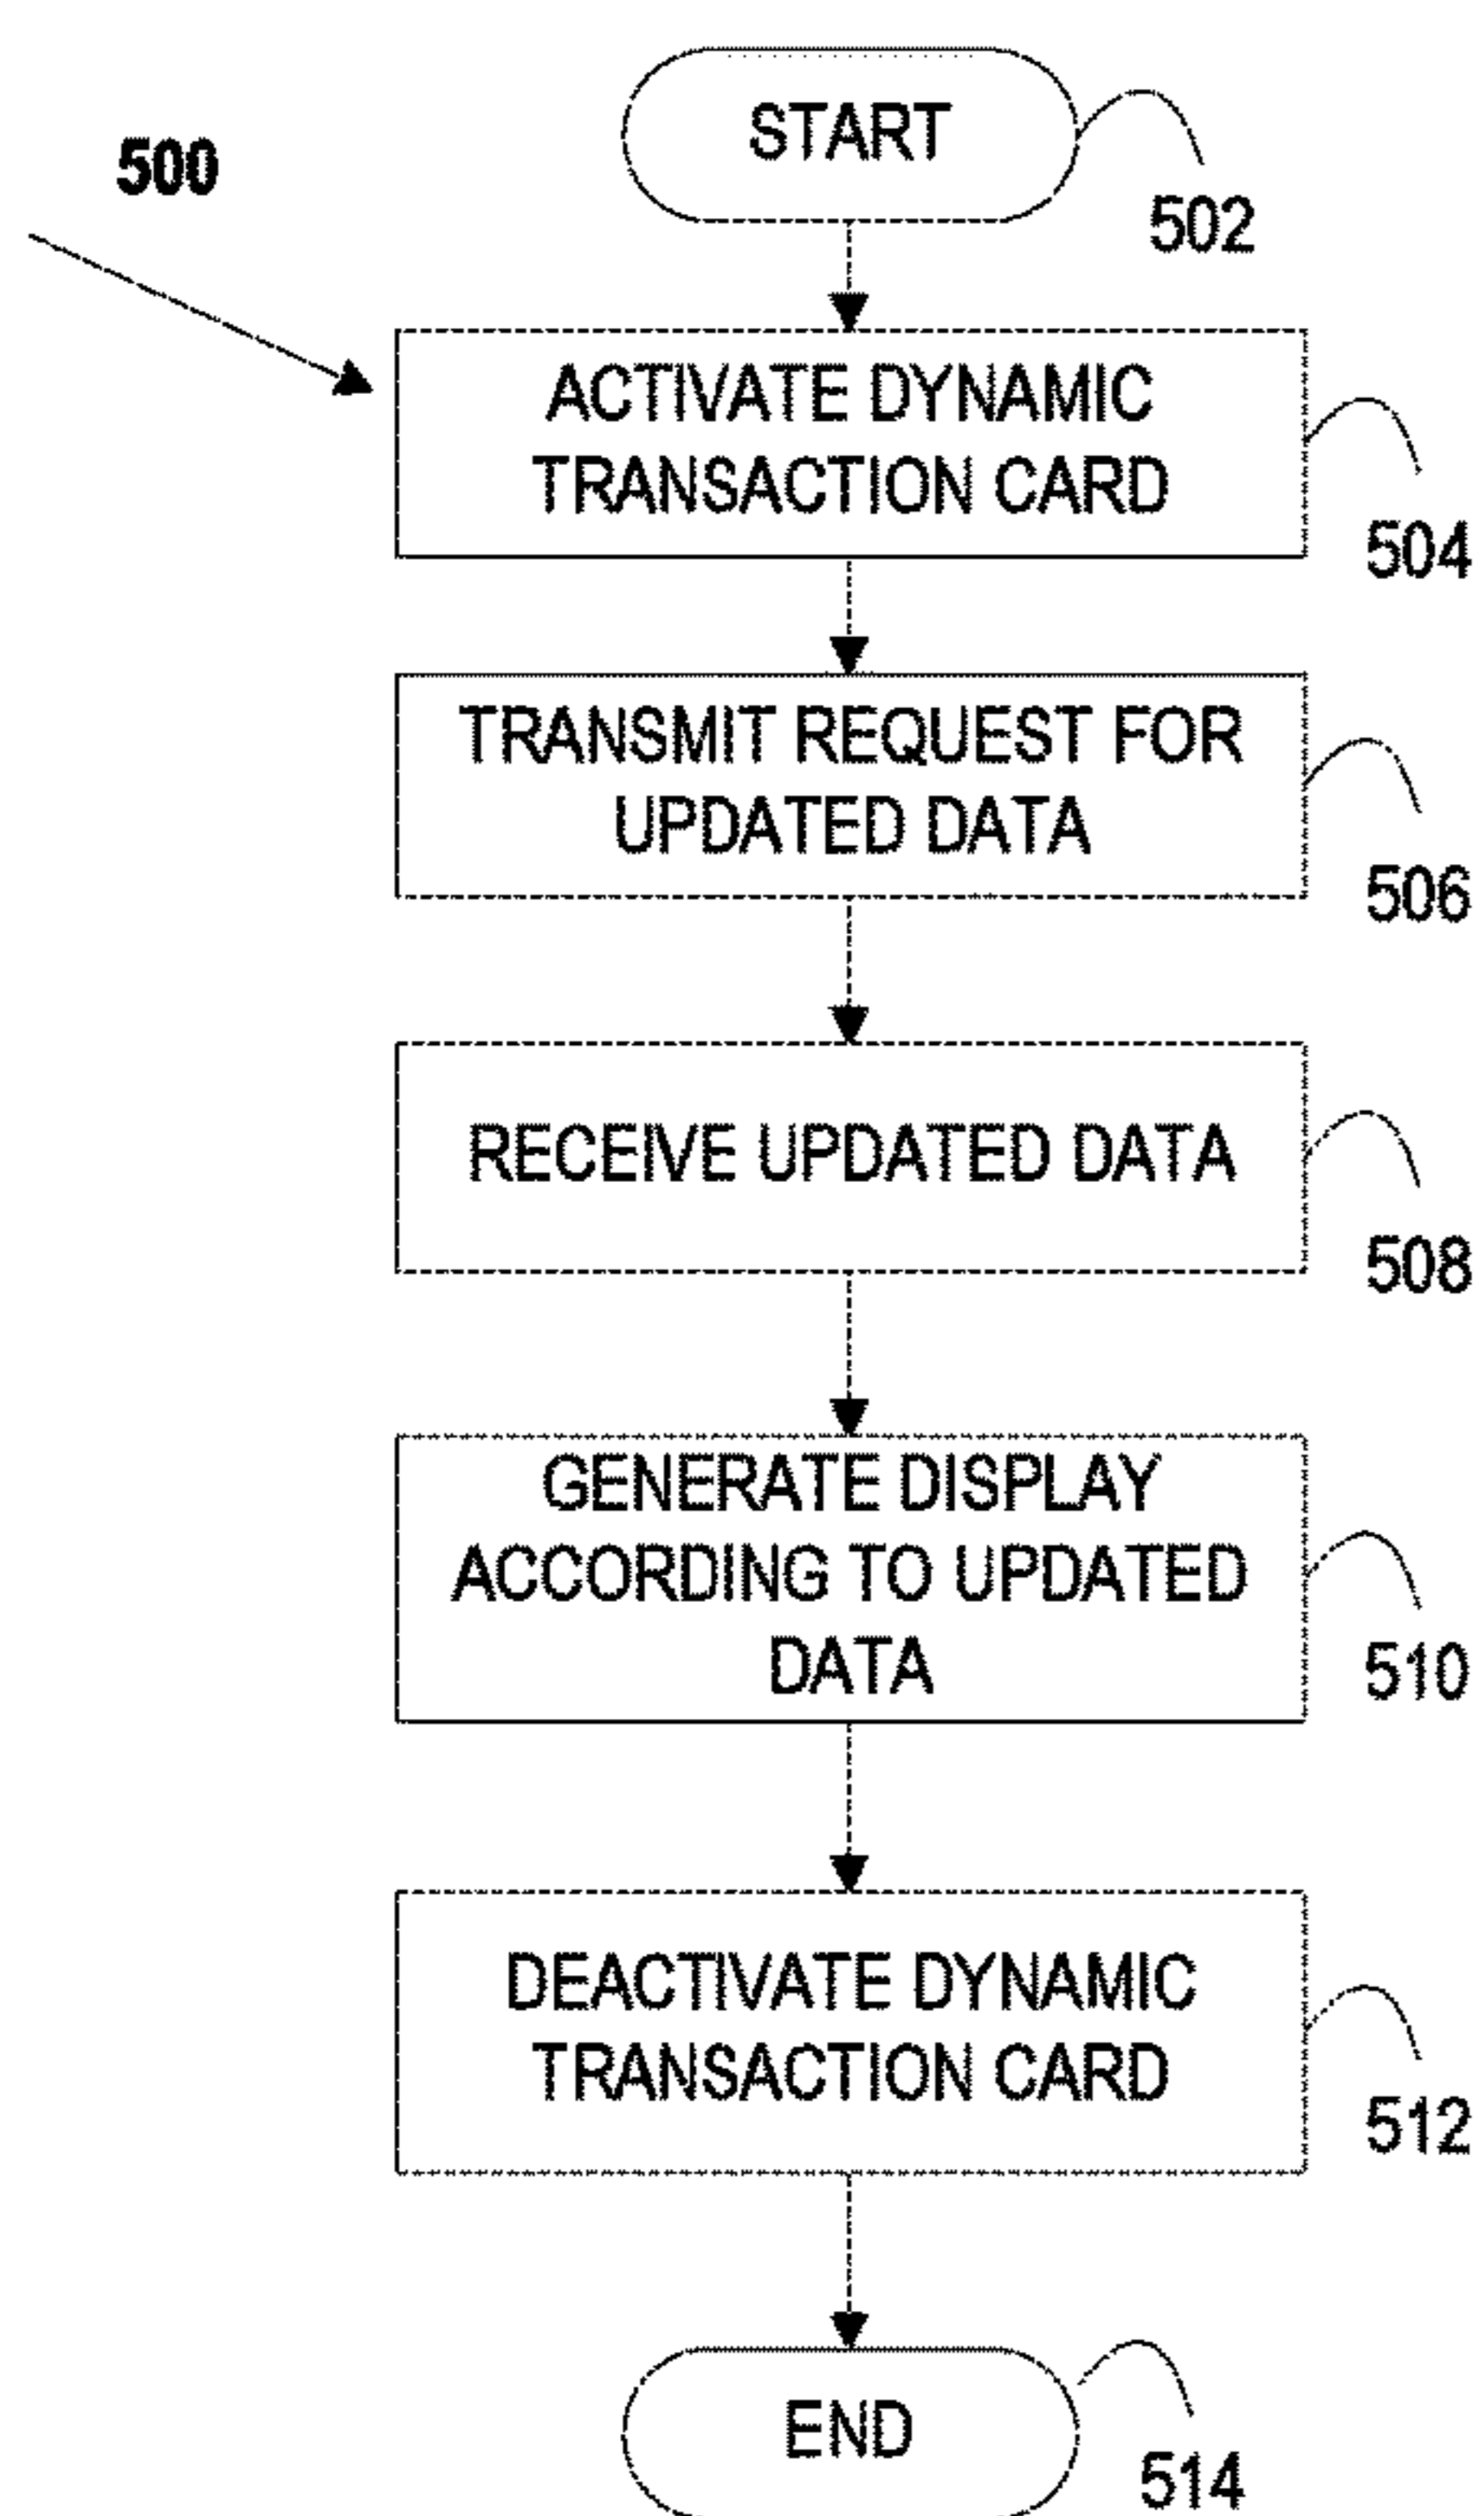 START
500
502
ACTIVATE DYNAMIC
TRANSACTION CARD
504
TRANSMIT REQUEST FOR
UPDATED DATA
506
RECEIVE UPDATED DATA
508
GENERATE DISPLAY
ACCORDING TO UPDATED
DATA
510
DEACTIVATE DYNAMIC
TRANSACTION CARD
512
END
514